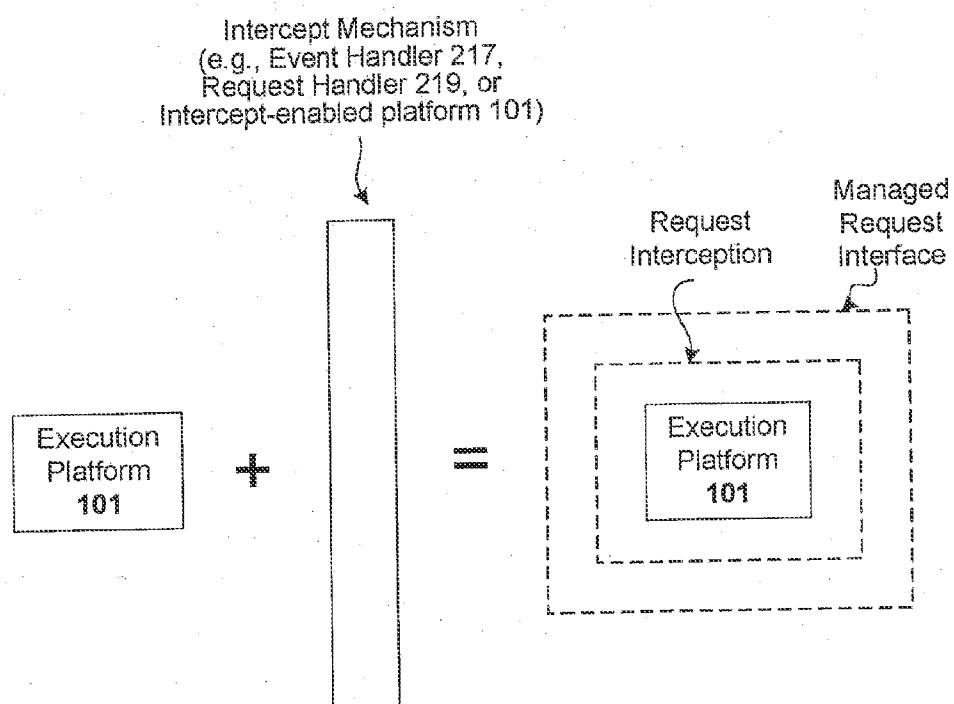 Intercept Mechanism
(e.g., Event Handler 217,
Request Handler 219, or
Intercept-enabled platform 101)
Managed
Request
Interface
Request
Interception
Execution
Platform
101
+
=
Execution
Platform
101